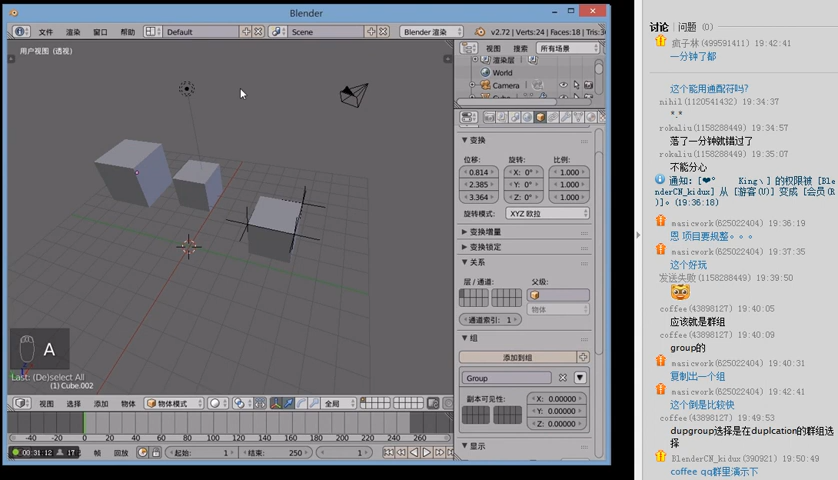 Blender
文件 渲染 窗口 帮助 Default Scene Blender 渲染 v2.72 | Verts:24 | Faces:18 | Tris:3
用户视图 (透视)
A
Last: (De)select All
(1) Cube.002
视图 选择 添加 物体 物体模式 全局
-40 -20 0 20 40 60 80 100 120 140 160 180 200 220 240 260
00:31:12 17 帧 回放 起始: 1 结束: 250
视图 搜索 所有场景
渲染层
World
Camera
变换
位移: 旋转: 比例:
0.814 X: 0° 1.000
2.385 Y: 0° 1.000
3.364 Z: 0° 1.000
旋转模式: XYZ 欧拉
变换增量
变换锁定
关系
层 / 通道: 父级:
物体
通道索引: 1
组
添加到组
Group
副本可见性: X: 0.00000
Y: 0.00000
Z: 0.00000
显示
讨论 | 问题 (0)
疯子林(499591411) 19:42:41
一分钟了都
这个能用通配符吗?
nihil(1120541432) 19:34:37
*.*
rokaliu(1158288449) 19:34:57
落了一分钟就错过了
rokaliu(1158288449) 19:35:07
不能分心
通知: [❤° King、] 的权限被 [Ble
nderCN_kidux] 从 [游客(U)] 变成 [会员(R
)]。(19:36:18)
masicwork(625022404) 19:36:19
恩 项目要规整。。。
masicwork(625022404) 19:37:35
这个好玩
发送失败(1158288449) 19:39:50
coffee(43898127) 19:40:05
应该就是群组
coffee(43898127) 19:40:09
group的
masicwork(625022404) 19:40:31
复制出一个组
masicwork(625022404) 19:42:41
这个倒是比较快
coffee(43898127) 19:49:53
dupgroup选择是在duplcation的群组选
择
BlenderCN_kidux(390921) 19:50:49
coffee qq群里演示下